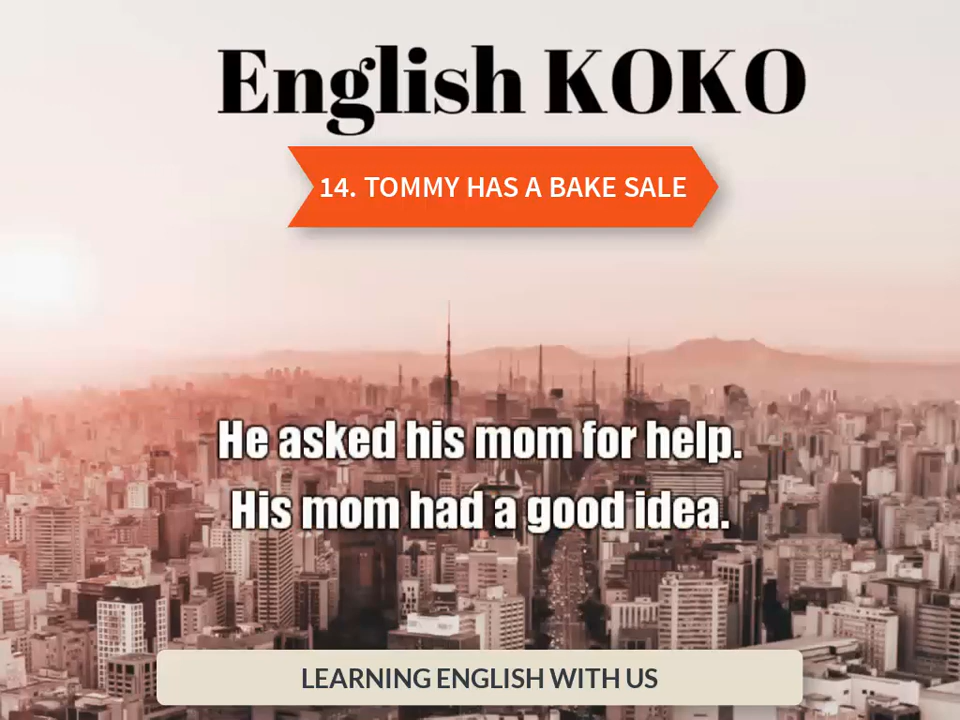 English KOKO
14. TOMMY HAS A BAKE SALE
He asked his mom for help.
His mom had a good idea.
LEARNING ENGLISH WITH US